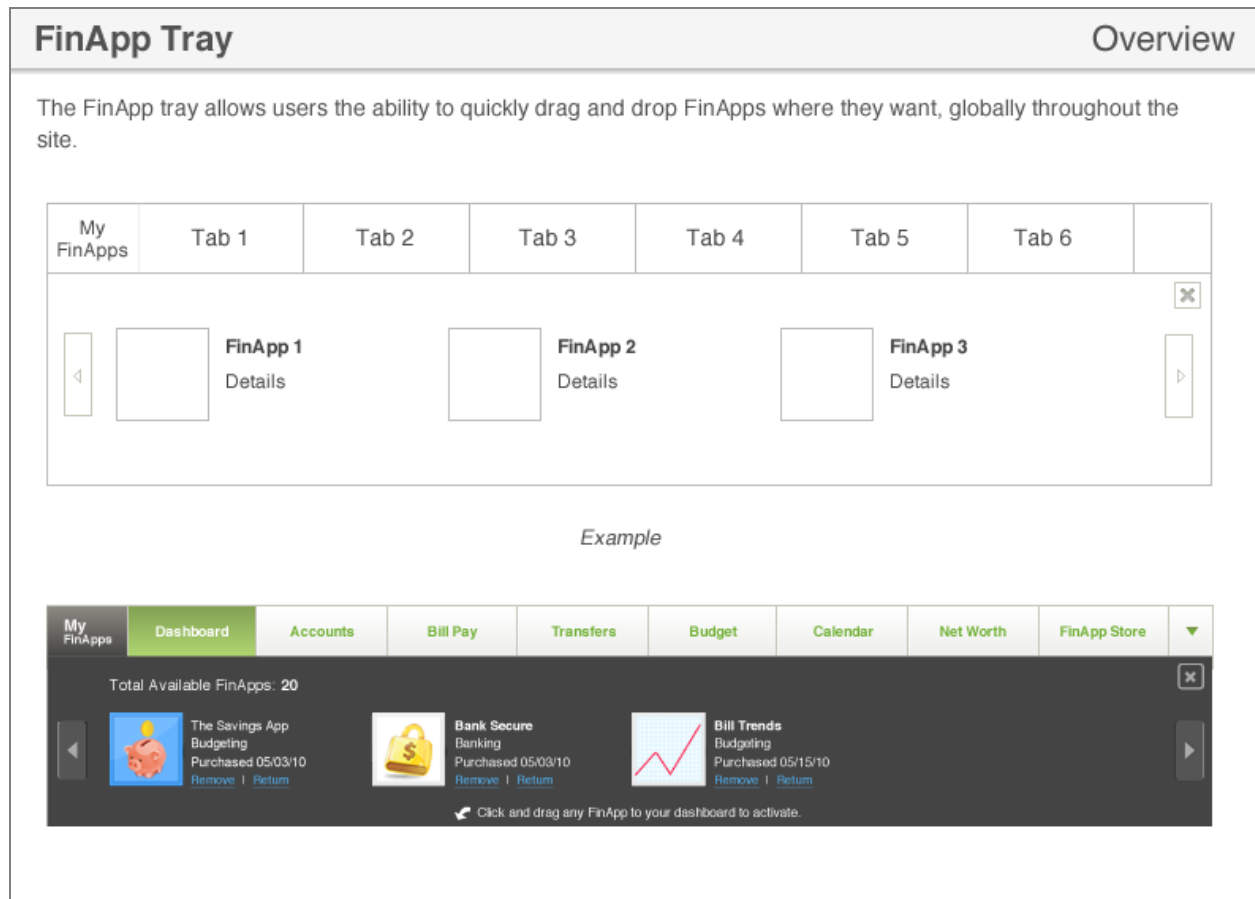 FinApp Tray
Overview
The FinApp tray allows users the ability to quickly drag and drop FinApps where they want, globally throughout the
site.
My
FinApps
Tab 1
Tab 2
Tab 3
Tab 4
Tab 5
Tab 6
FinApp 1
Details
FinApp 2
Details
FinApp 3
Details
Example
My
FinApps
Dashboard
Accounts
Bill Pay
Transfers
Budget
Calendar
Net Worth
FinApp Store
Total Available FinApps: 20
The Savings App
Budgeting
Purchased 05/03/10
Remove | Return
$
Bank Secure
Banking
Purchased 05/03/10
Remove | Return
Bill Trends
Budgeting
Purchased 05/15/10
Remove | Return
Click and drag any FinApp to your dashboard to activate.